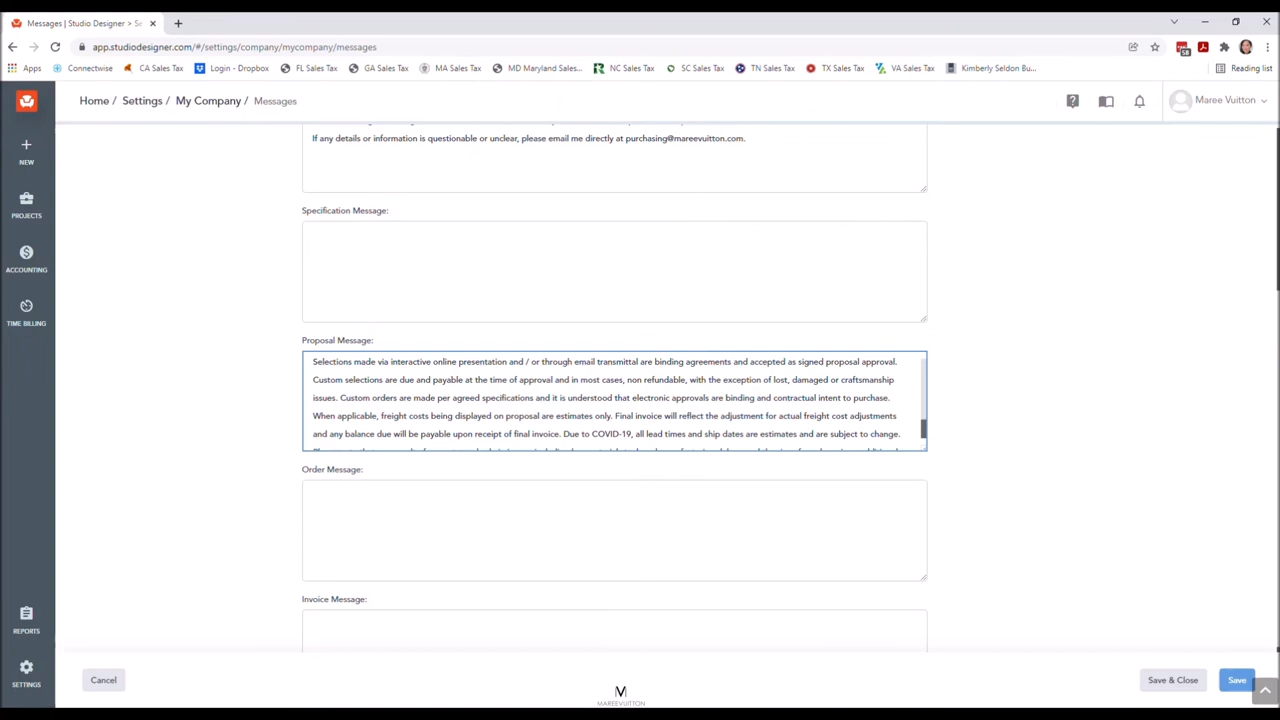 Messages | Studio Designer > Se
app.studiodesigner.com/#/settings/company/mycompany/messages
58
Apps
Connectwise
CA Sales Tax
Login - Dropbox
FL Sales Tax
GA Sales Tax
MA Sales Tax
MD Maryland Sales...
NC Sales Tax
SC Sales Tax
TN Sales Tax
TX Sales Tax
VA Sales Tax
Kimberly Seldon Bu...
Reading list
Home / Settings / My Company / Messages
Maree Vuitton
NEW
PROJECTS
ACCOUNTING
TIME BILLING
REPORTS
SETTINGS
If any details or information is questionable or unclear, please email me directly at purchasing@mareevuitton.com.
Specification Message:
Proposal Message:
Selections made via interactive online presentation and / or through email transmittal are binding agreements and accepted as signed proposal approval.
Custom selections are due and payable at the time of approval and in most cases, non refundable, with the exception of lost, damaged or craftsmanship
issues. Custom orders are made per agreed specifications and it is understood that electronic approvals are binding and contractual intent to purchase.
When applicable, freight costs being displayed on proposal are estimates only. Final invoice will reflect the adjustment for actual freight cost adjustments
and any balance due will be payable upon receipt of final invoice. Due to COVID-19, all lead times and ship dates are estimates and are subject to change.
Order Message:
Invoice Message:
Cancel
Save & Close
Save
M
MAREEVUITTON